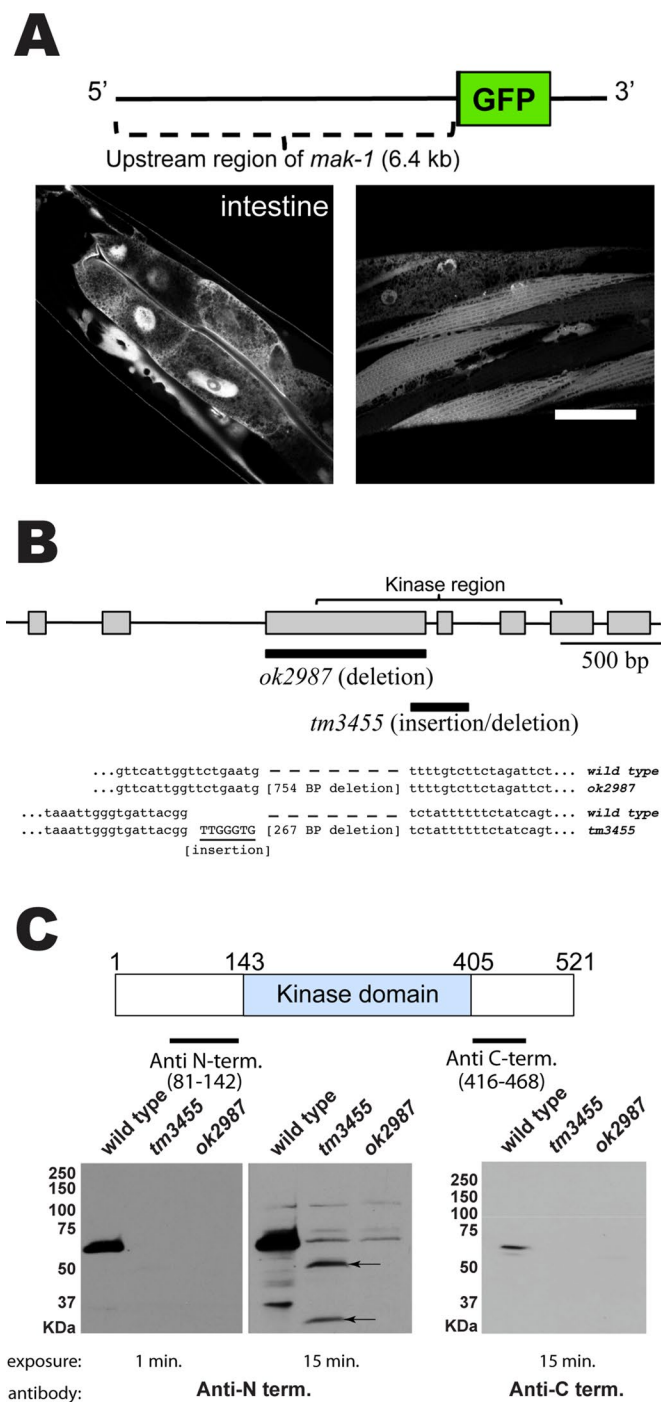 A
5’
GFP
3’
Upstream region of mak-1 (6.4 kb)
intestine
B
Kinase region
500 bp
ok2987 (deletion)
tm3455 (insertion/deletion)
...gttcattggttctgaatg – – – – – – – – ttttgtcttctagattct... wild type
...gttcattggttctgaatg [754 BP deletion] ttttgtcttctagattct... ok2987
...taaattgggtgattacgg – – – – – – – – tctatttttctatcagt... wild type
...taaattgggtgattacgg TTGGGTG [267 BP deletion] tctatttttctatcagt... tm3455
[insertion]
C
1 143 405 521
Kinase domain
Anti N-term. Anti C-term.
(81-142) (416-468)
wild type tm3455 ok2987 wild type tm3455 ok2987 wild type tm3455 ok2987
250 250
150 150
100 100
75 75
50 50
37 37
KDa KDa
exposure: 1 min. 15 min. 15 min.
antibody: Anti-N term. Anti-C term.